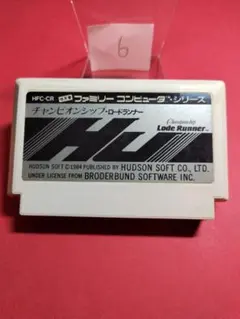 6
HFC-CR ファミリー コンピュータ・シリーズ
チャンピオンシップ・ロードランナー
Championship
Lode Runner
HU
HUDSON SOFT © 1984 PUBLISHED BY HUDSON SOFT CO., LTD.
UNDER LICENSE FROM BRODERBUND SOFTWARE INC.